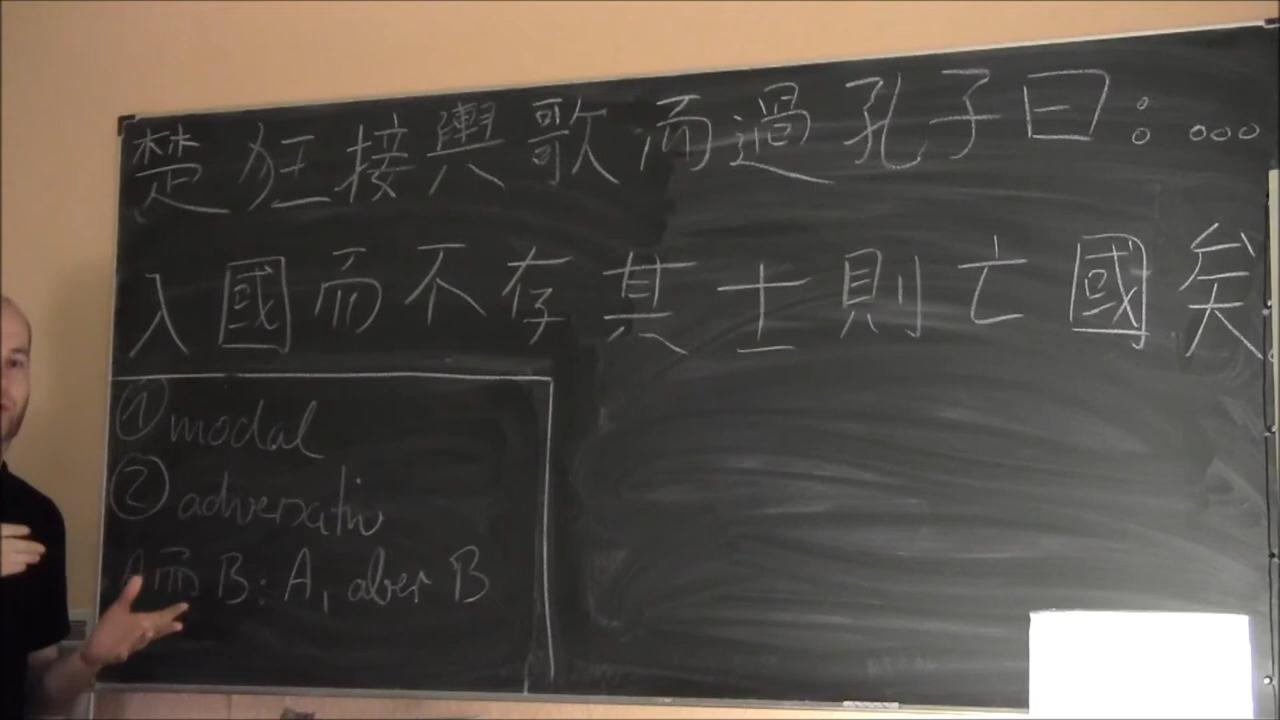 楚狂接輿歌而過孔子曰:...
入國而不存其士則亡國矣
① modal
② adversativ
A而B: A, aber B